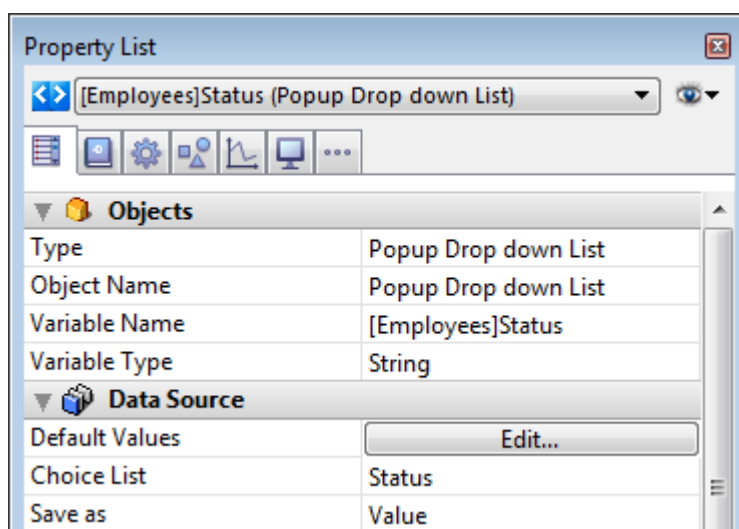 Property List
[Employees]Status (Popup Drop down List)
Objects
Type Popup Drop down List
Object Name Popup Drop down List
Variable Name [Employees]Status
Variable Type String
Data Source
Default Values Edit...
Choice List Status
Save as Value